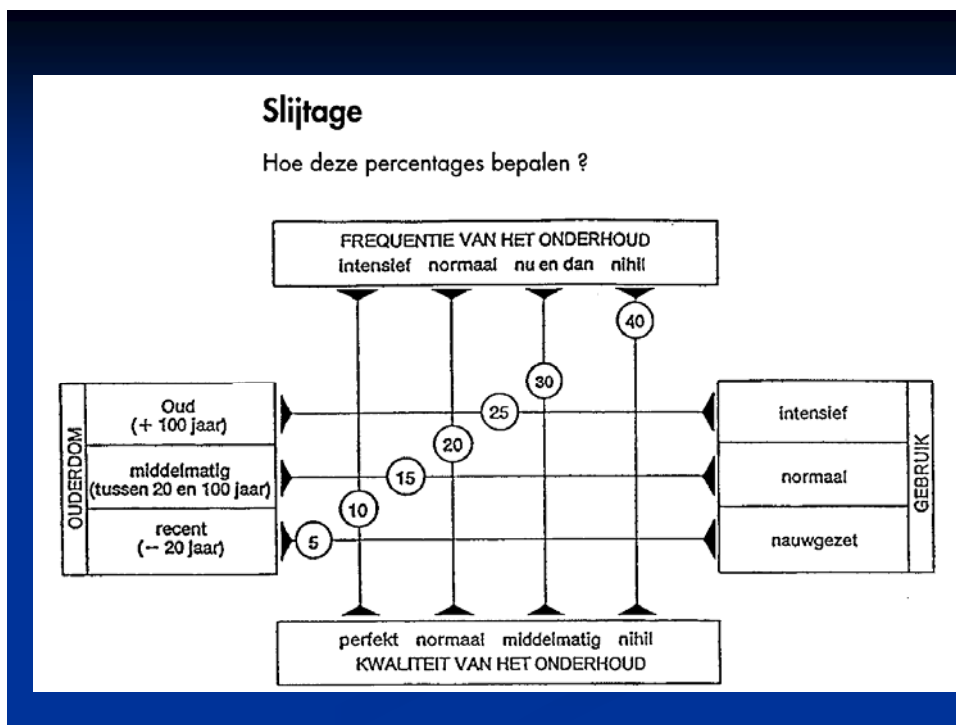 Slijtage
Hoe deze percentages bepalen ?
FREQUENTIE VAN HET ONDERHOUD
intensief normaal nu en dan nihil
40
30
25
20
15
10
5
OUDERDOM
Oud
(+ 100 jaar)
middelmatig
(tussen 20 en 100 jaar)
recent
(− 20 jaar)
intensief
normaal
nauwgezet
GEBRUIK
perfekt normaal middelmatig nihil
KWALITEIT VAN HET ONDERHOUD